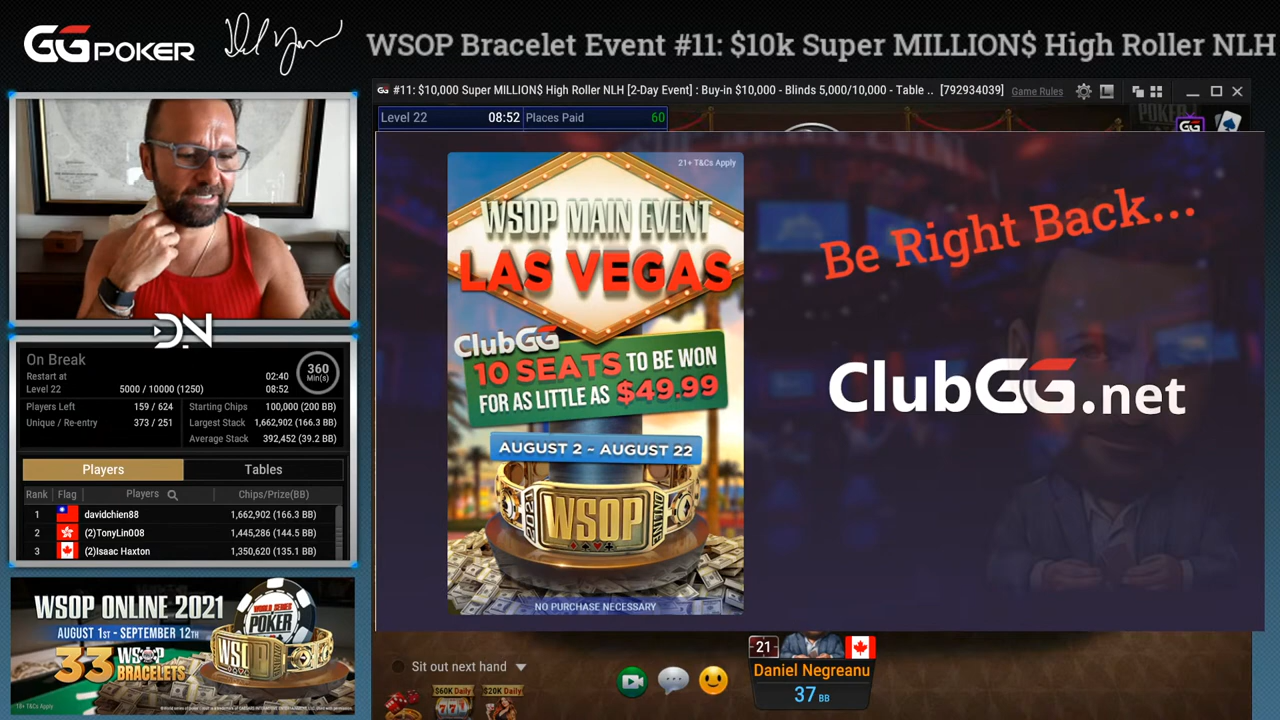 GGPOKER
WSOP Bracelet Event #11: $10k Super MILLION$ High Roller NLH
#11: $10,000 Super MILLION$ High Roller NLH [2-Day Event] : Buy-in $10,000 - Blinds 5,000/10,000 - Table .. [792934039] Game Rules
Level 22 08:52 Places Paid 60
21+ T&Cs Apply
WSOP MAIN EVENT
LAS VEGAS
ClubGG
10 SEATS TO BE WON
FOR AS LITTLE AS $49.99
AUGUST 2 ~ AUGUST 22
WSOP
NO PURCHASE NECESSARY
Be Right Back...
ClubGG.net
DN
On Break
Restart at 02:40
Level 22
5000 / 10000 (1250) 08:52
360
Min(s)
Players Left 159 / 624
Unique / Re-entry 373 / 251
Starting Chips 100,000 (200 BB)
Largest Stack 1,662,902 (166.3 BB)
Average Stack 392,452 (39.2 BB)
Players Tables
Rank Flag Players Chips/Prize(BB)
1 davidchien88 1,662,902 (166.3 BB)
2 (2)TonyLin008 1,445,286 (144.5 BB)
3 (2)Isaac Haxton 1,350,620 (135.1 BB)
WSOP ONLINE 2021
AUGUST 1ST - SEPTEMBER 12TH
33 WSOP
BRACELETS
WORLD SERIES
POKER
18+ T&Cs Apply
Sit out next hand
$60K Daily
$20K Daily
777
21
Daniel Negreanu
37 BB